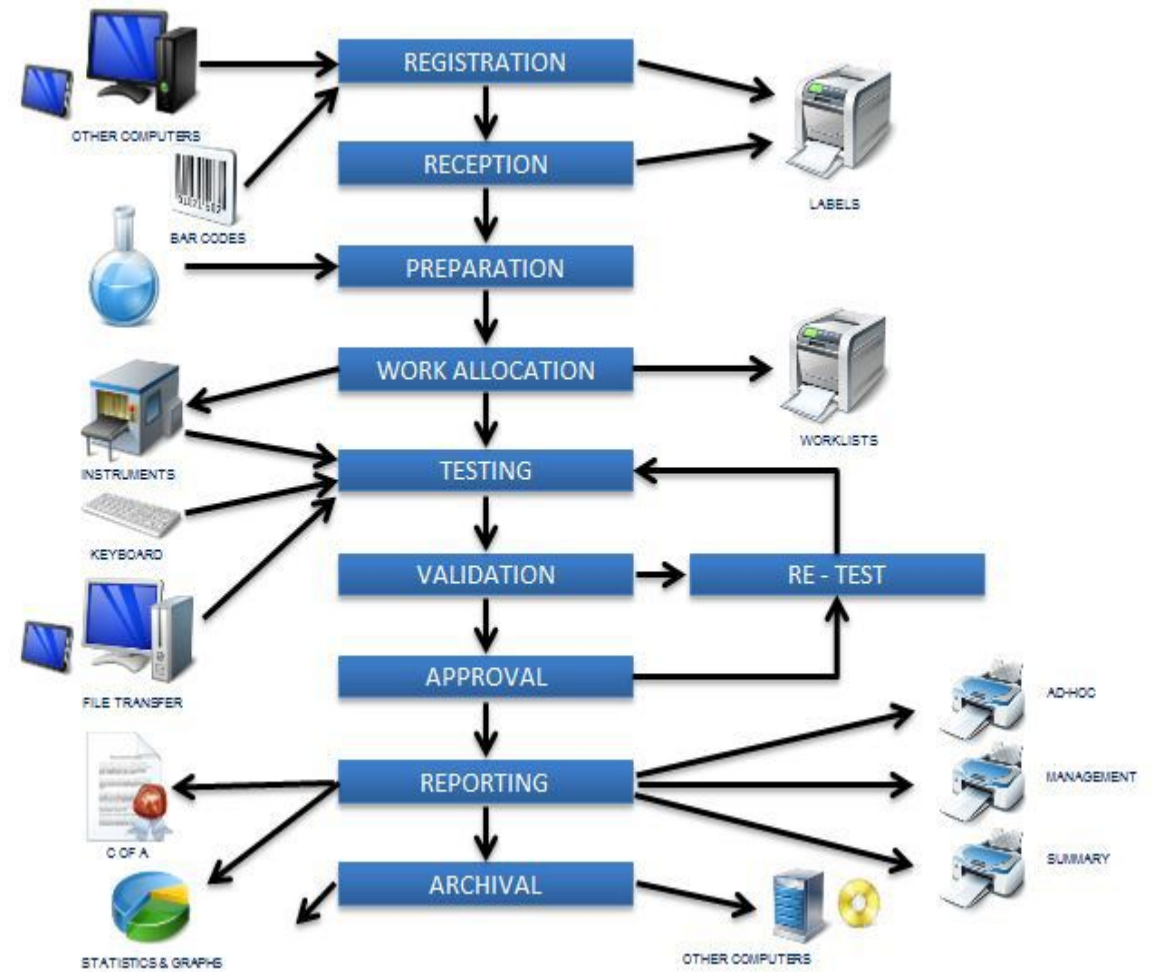 REGISTRATION
OTHER COMPUTERS
RECEPTION
LABELS
BAR CODES
PREPARATION
WORK ALLOCATION
WORKLISTS
TESTING
INSTRUMENTS
KEYBOARD
VALIDATION
RE - TEST
APPROVAL
FILE TRANSFER
AD-HOC
REPORTING
MANAGEMENT
C OF A
SUMMARY
ARCHIVAL
STATISTICS & GRAPHS
OTHER COMPUTERS